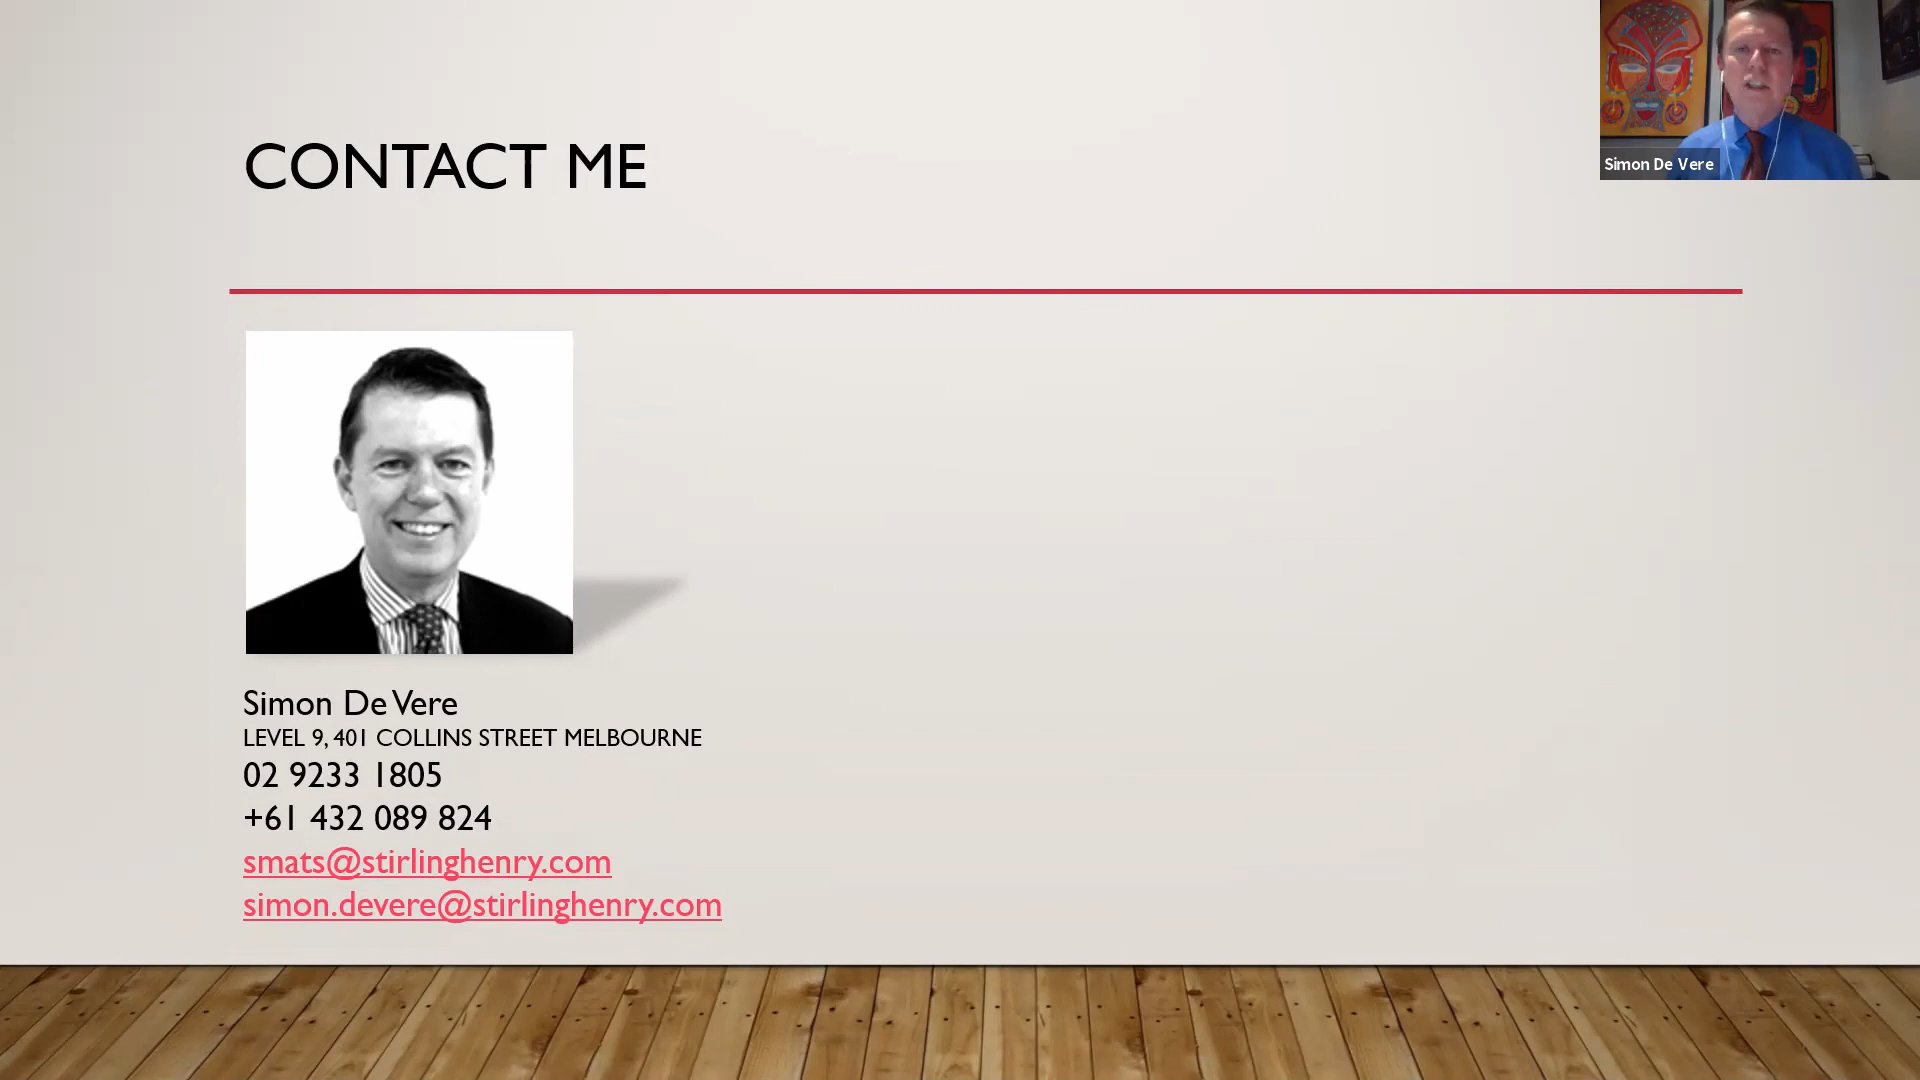 CONTACT ME
Simon De Vere
Simon De Vere
LEVEL 9, 401 COLLINS STREET MELBOURNE
02 9233 1805
+61 432 089 824
smats@stirlinghenry.com
simon.devere@stirlinghenry.com